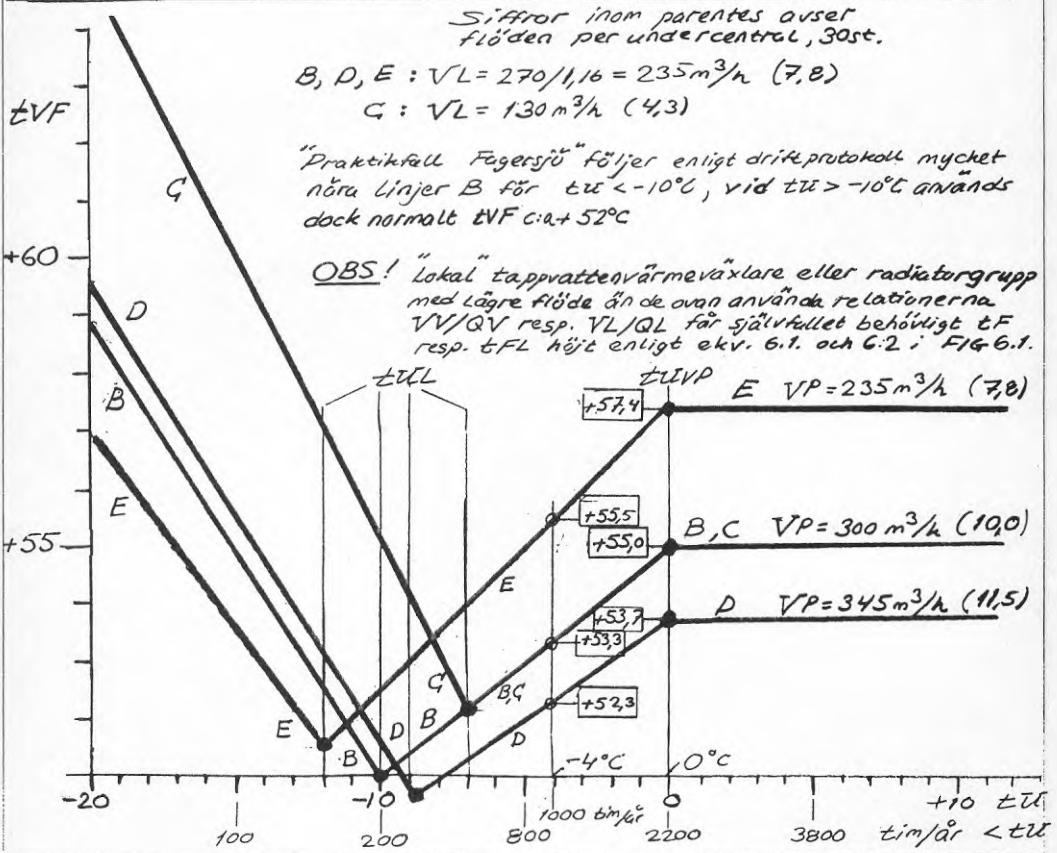 Siffror inom parentes avser
flöden per undercentral, 30st.
B, D, E : VL = 270/1,16 = 235 m³/h (7,8)
C : VL = 130 m³/h (4,3)
tVF
"Praktikfall Fagersjö" följer enligt driftprotokoll mycket
nära linjer B för tU < -10°C, vid tU > -10°C används
dock normalt tVF c:a + 52°C
C
+60
OBS! "Lokal" tappvattenvärmeväxlare eller radiatorgrupp
med lägre flöde än de ovan använda relationerna
VV/QV resp. VL/QL får självfallet behövligt tF
resp. tFL höjt enligt ekv. 6.1. och 6:2 i FIG 6.1.
D
tUL
tUVP
B
+57,4
E VP = 235 m³/h (7,8)
E
+55
+55,5
+55,0
B, C VP = 300 m³/h (10,0)
E
+53,7
D VP = 345 m³/h (11,5)
+53,3
C
B,C
+52,3
E
B
D
B
D
-4°C
0°C
-20
-10
0
+10 tU
1000 tim/år
100
200
800
2200
3800
tim/år < tU